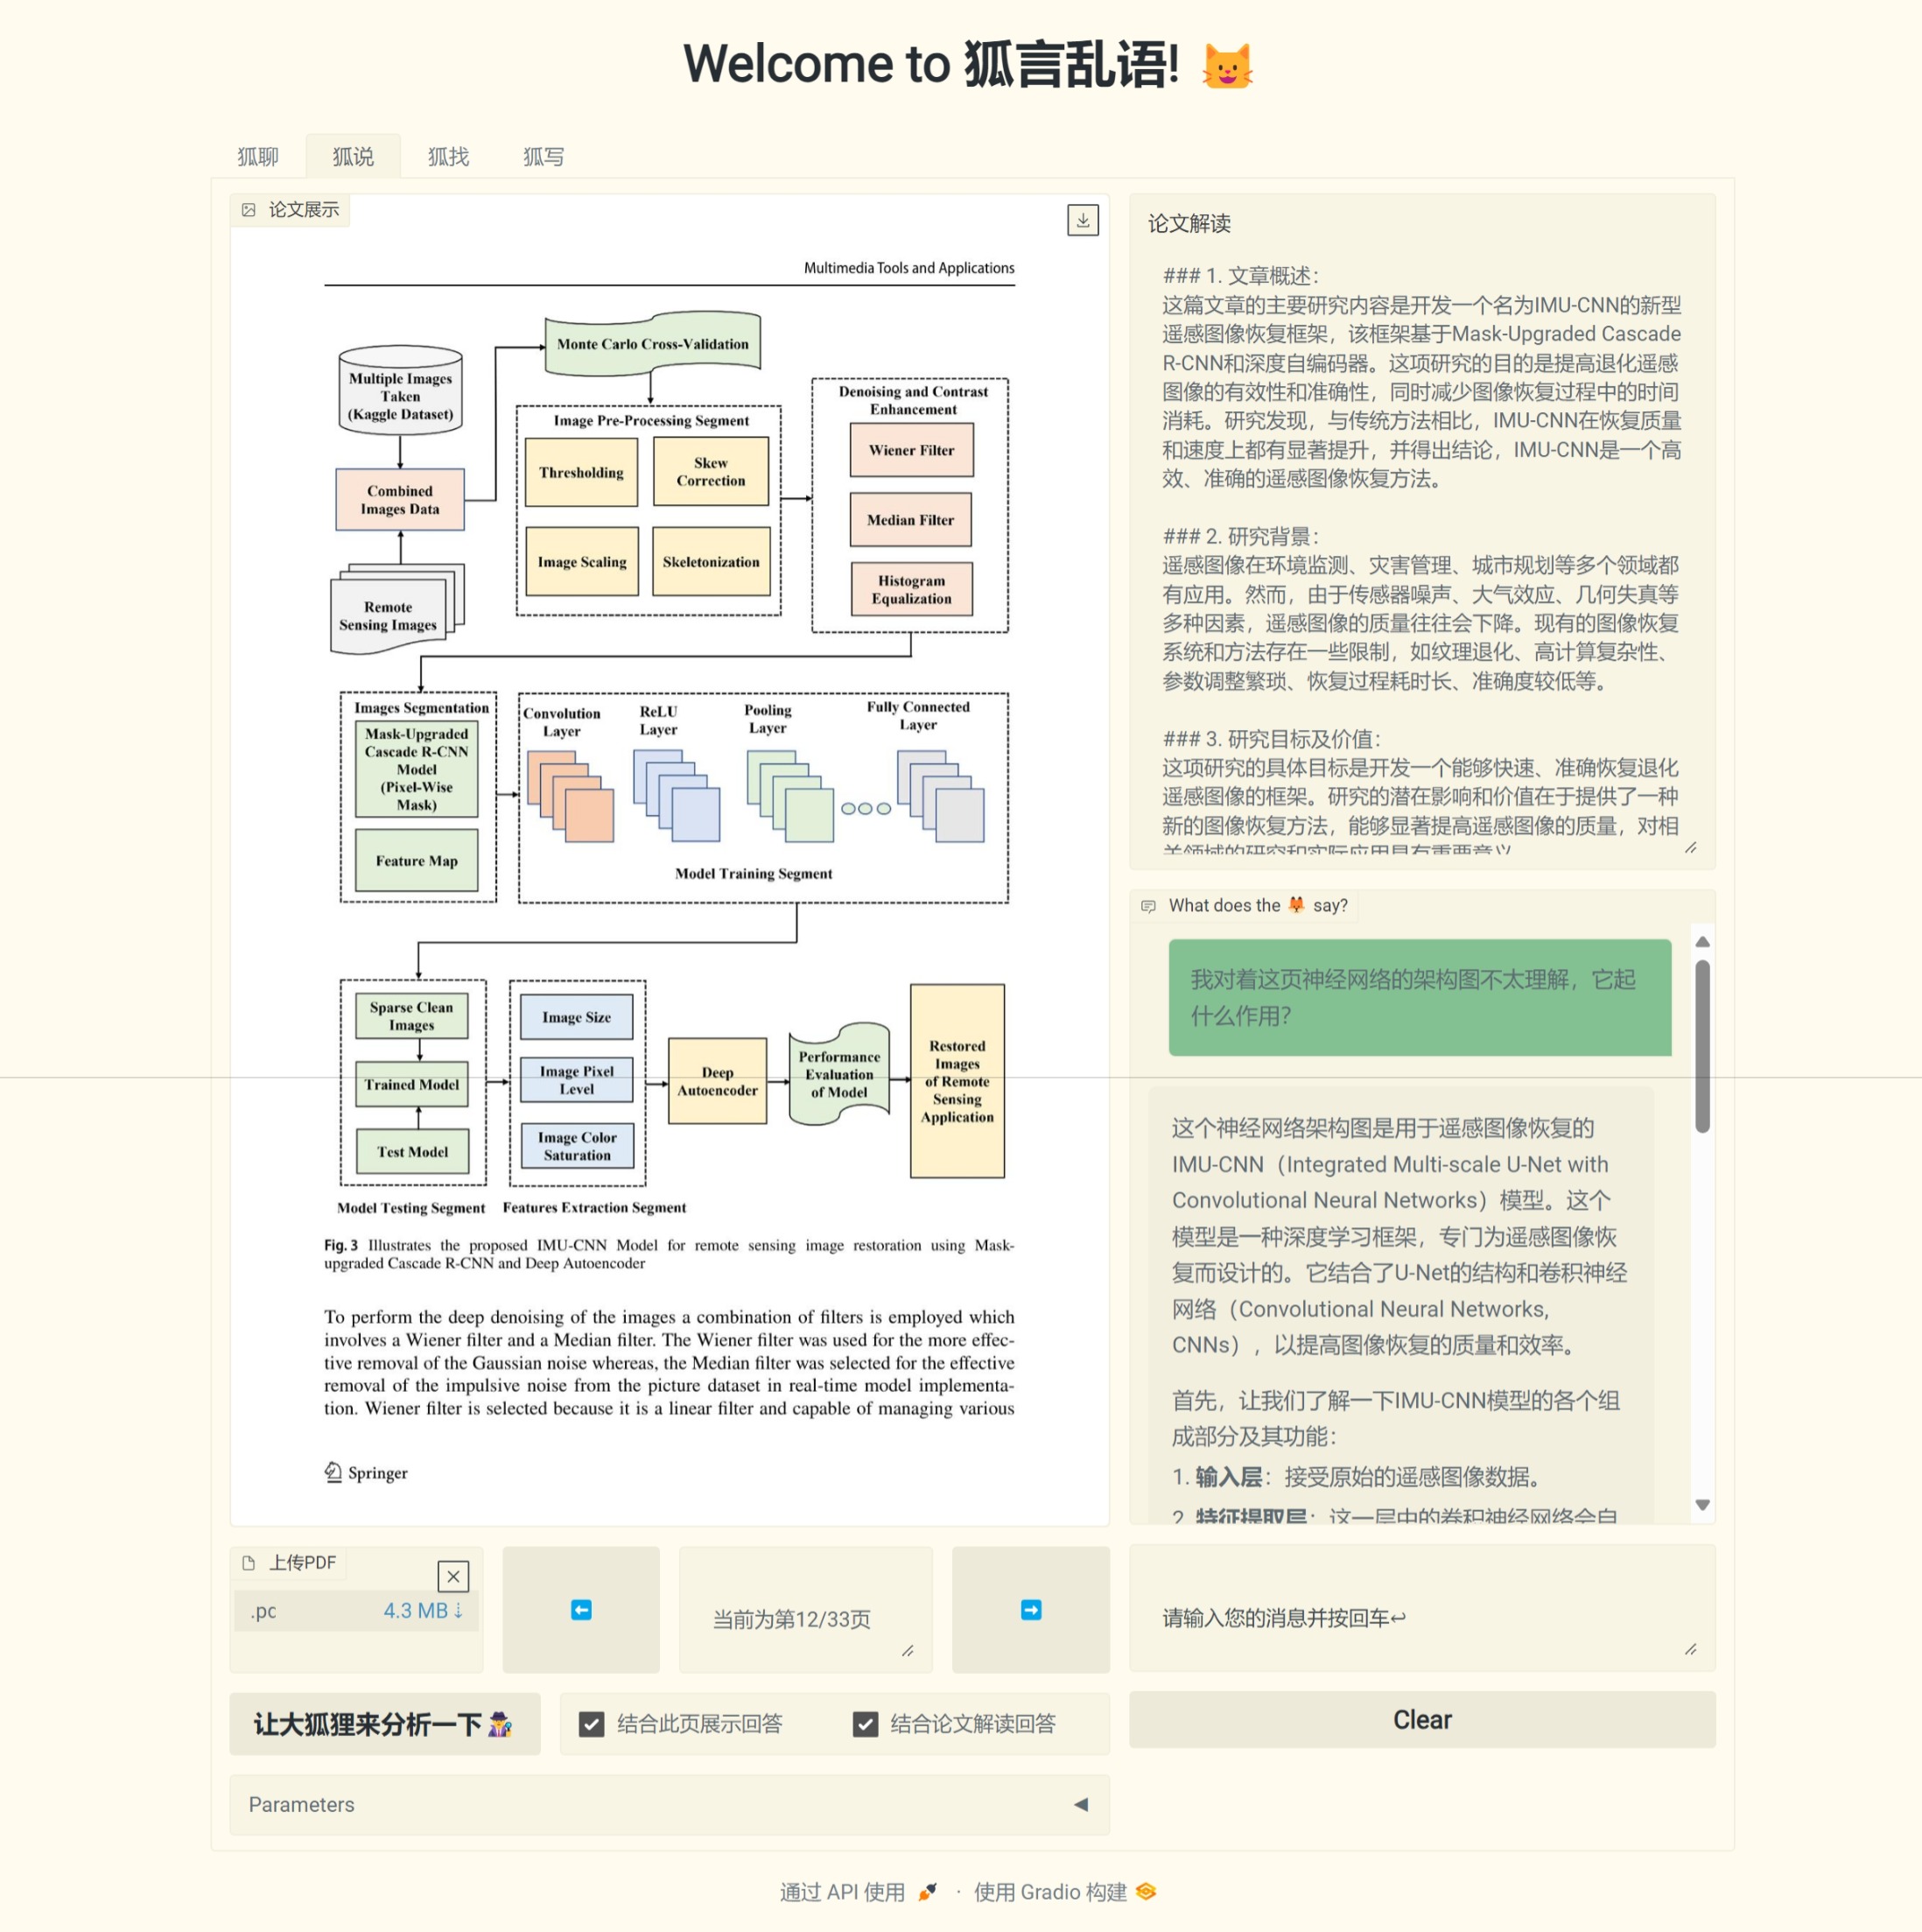 Welcome to 狐言乱语! 😺
狐聊
狐说
狐找
狐写
论文展示
Multimedia Tools and Applications
Monte Carlo Cross-Validation
Multiple Images
Taken
(Kaggle Dataset)
Combined
Images Data
Remote
Sensing Images
Image Pre-Processing Segment
Thresholding
Skew
Correction
Image Scaling
Skeletonization
Denoising and Contrast
Enhancement
Wiener Filter
Median Filter
Histogram
Equalization
Images Segmentation
Mask-Upgraded
Cascade R-CNN
Model
(Pixel-Wise
Mask)
Feature Map
Convolution
Layer
ReLU
Layer
Pooling
Layer
Fully Connected
Layer
Model Training Segment
Sparse Clean
Images
Trained Model
Test Model
Model Testing Segment
Image Size
Image Pixel
Level
Image Color
Saturation
Features Extraction Segment
Deep
Autoencoder
Performance
Evaluation
of Model
Restored
Images
of Remote
Sensing
Application
Fig. 3 Illustrates the proposed IMU-CNN Model for remote sensing image restoration using Mask-
upgraded Cascade R-CNN and Deep Autoencoder
To perform the deep denoising of the images a combination of filters is employed which
involves a Wiener filter and a Median filter. The Wiener filter was used for the more effec-
tive removal of the Gaussian noise whereas, the Median filter was selected for the effective
removal of the impulsive noise from the picture dataset in real-time model implementa-
tion. Wiener filter is selected because it is a linear filter and capable of managing various
Springer
论文解读
### 1. 文章概述：
这篇文章的主要研究内容是开发一个名为IMU-CNN的新型
遥感图像恢复框架，该框架基于Mask-Upgraded Cascade
R-CNN和深度自编码器。这项研究的目的是提高退化遥感
图像的有效性和准确性，同时减少图像恢复过程中的时间
消耗。研究发现，与传统方法相比，IMU-CNN在恢复质量
和速度上都有显著提升，并得出结论，IMU-CNN是一个高
效、准确的遥感图像恢复方法。
### 2. 研究背景：
遥感图像在环境监测、灾害管理、城市规划等多个领域都
有应用。然而，由于传感器噪声、大气效应、几何失真等
多种因素，遥感图像的质量往往会下降。现有的图像恢复
系统和方法存在一些限制，如纹理退化、高计算复杂性、
参数调整繁琐、恢复过程耗时长、准确度较低等。
### 3. 研究目标及价值：
这项研究的具体目标是开发一个能够快速、准确恢复退化
遥感图像的框架。研究的潜在影响和价值在于提供了一种
新的图像恢复方法，能够显著提高遥感图像的质量，对相
关领域的研究和实际应用具有重要意义
What does the 🦊 say?
我对着这页神经网络的架构图不太理解，它起
什么作用？
这个神经网络架构图是用于遥感图像恢复的
IMU-CNN（Integrated Multi-scale U-Net with
Convolutional Neural Networks）模型。这个
模型是一种深度学习框架，专门为遥感图像恢
复而设计的。它结合了U-Net的结构和卷积神经
网络（Convolutional Neural Networks,
CNNs），以提高图像恢复的质量和效率。
首先，让我们了解一下IMU-CNN模型的各个组
成部分及其功能：
1. 输入层：接受原始的遥感图像数据。
2. 特征提取层：这一层中的卷积神经网络会自
上传PDF
.pc
4.3 MB ⇣
⬅️
当前为第12/33页
➡️
请输入您的消息并按回车↩
让大狐狸来分析一下🕵️
结合此页展示回答
结合论文解读回答
Clear
Parameters
通过 API 使用 · 使用 Gradio 构建